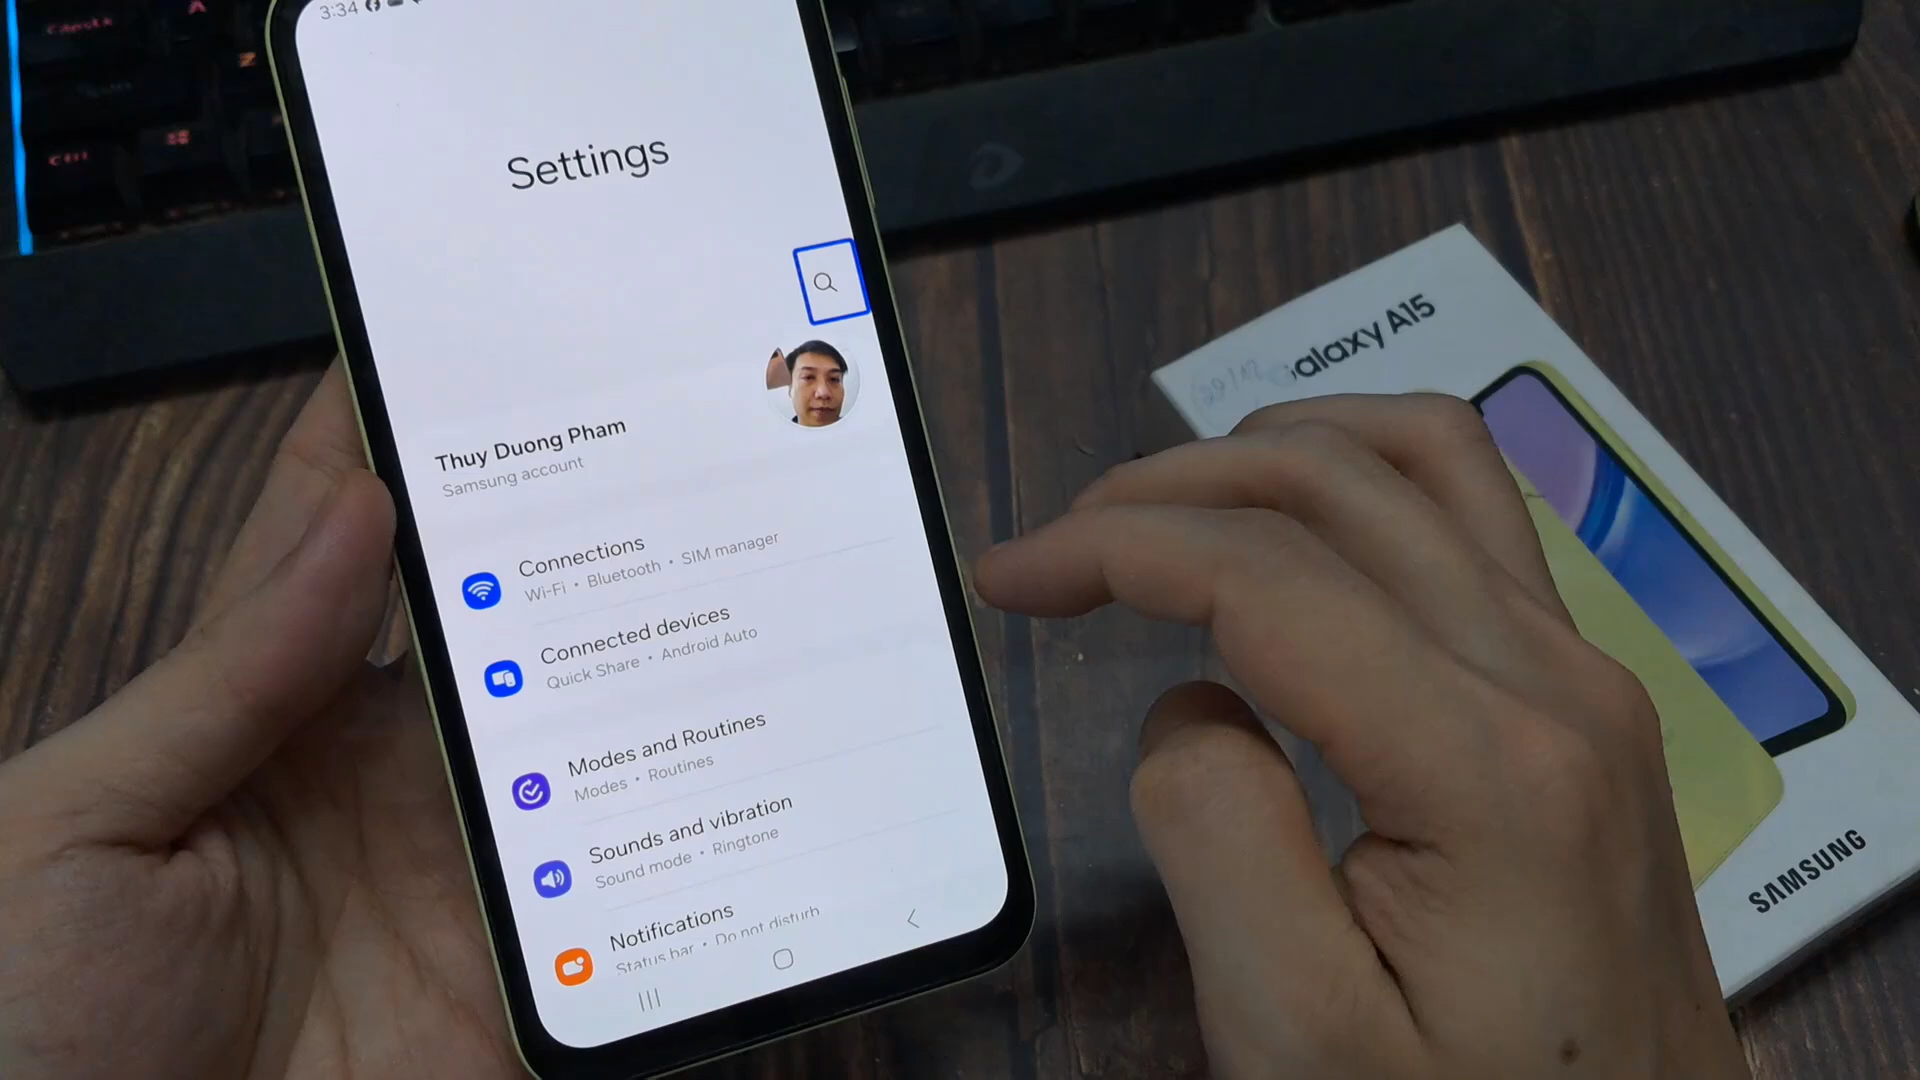 3:34
Settings
Thuy Duong Pham
Samsung account
Connections
Wi-Fi • Bluetooth • SIM manager
Connected devices
Quick Share • Android Auto
Modes and Routines
Modes • Routines
Sounds and vibration
Sound mode • Ringtone
Notifications
Status bar • Do not disturb
Galaxy A15
SAMSUNG
A
Z
Ctrl